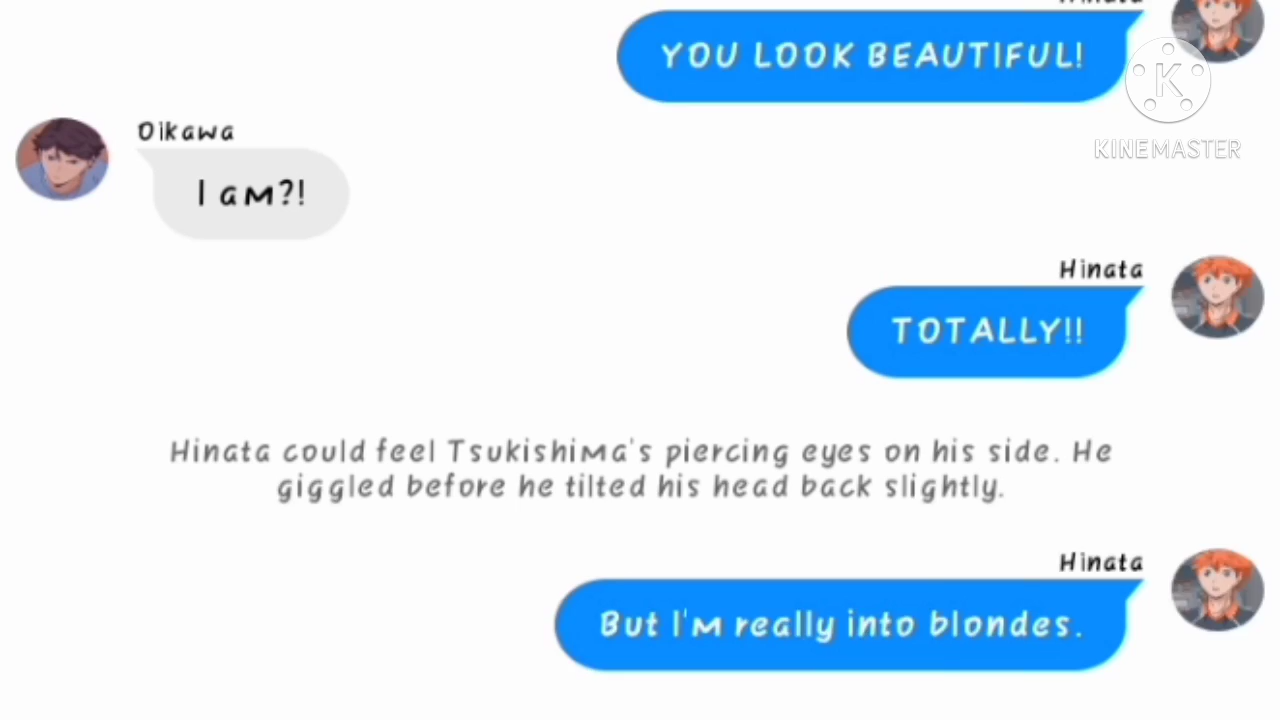 Hinata
YOU LOOK BEAUTIFUL!
K
KINEMASTER
Oikawa
I am?!
Hinata
TOTALLY!!
Hinata could feel Tsukishima's piercing eyes on his side. He
giggled before he tilted his head back slightly.
Hinata
But I'm really into blondes.